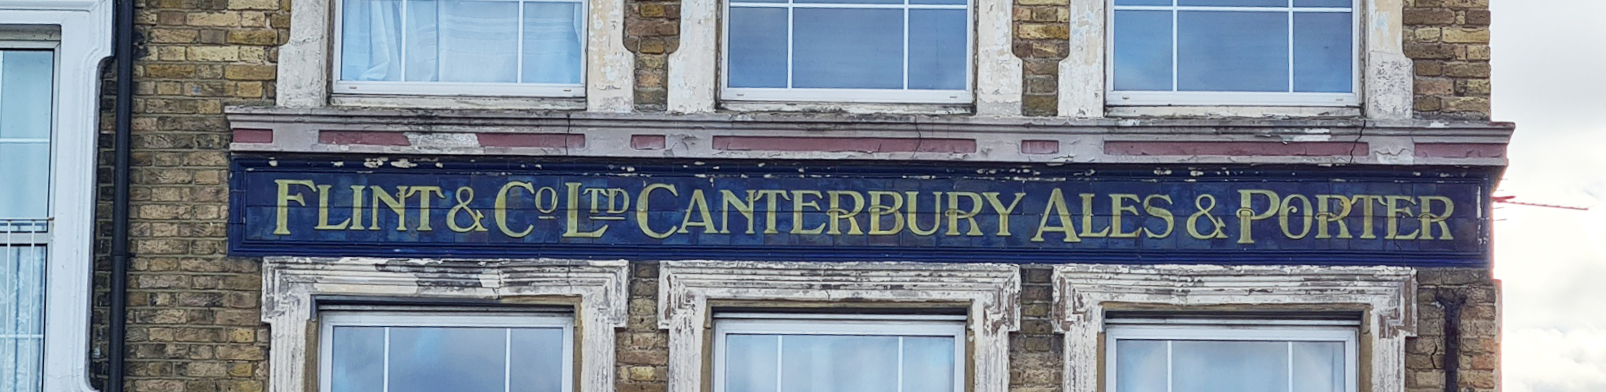 FLINT & CO LTD CANTERBURY ALES & PORTER